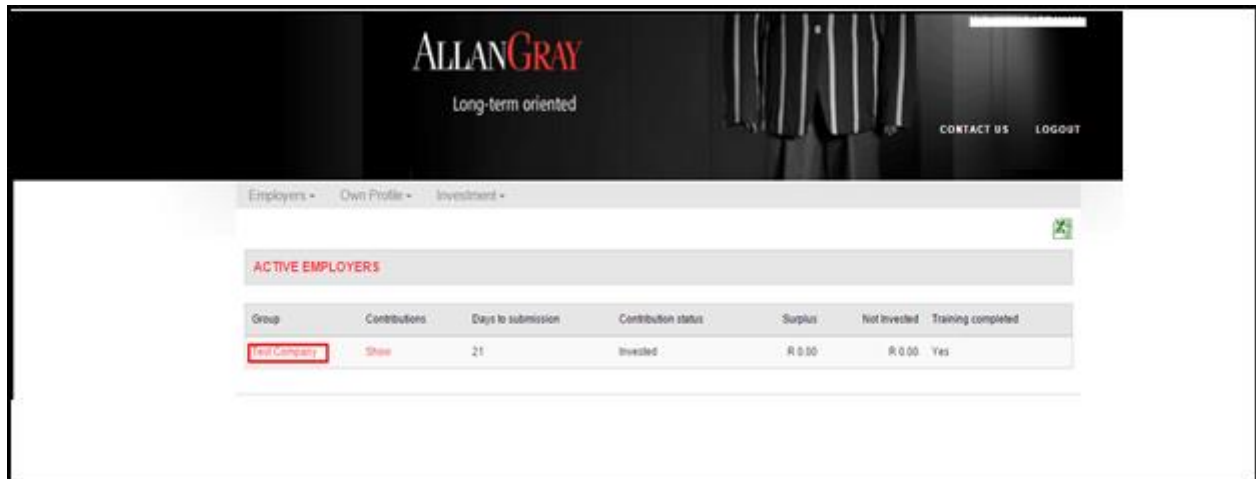 ALLANGRAY
Long-term oriented
CONTACT US LOGOUT
Employers Own Profile Investment
ACTIVE EMPLOYERS
Group Contributions Days to submission Contribution status Surplus Not Invested Training completed
Test Company Show 21 Invested R 0.00 R 0.00 Yes